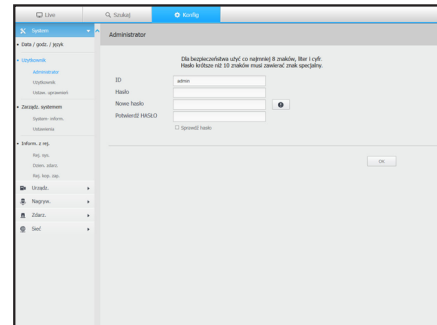 Live
Szukaj
Konfig
System
Data / godz. / język
Użytkownik
Administrator
Użytkownik
Ustaw. uprawnień
Zarządz. systemem
System- inform.
Ustawienia
Inform. z rej.
Rej. sys.
Dzien. zdarz.
Rej. kop. zap.
Urządz.
Nagryw.
Zdarz.
Sieć
Administrator
Dla bezpieczeństwa użyć co najmniej 8 znaków, liter i cyfr.
Hasło krótsze niż 10 znaków musi zawierać znak specjalny.
ID
admin
Hasło
Nowe hasło
Potwierdź HASŁO
Sprawdź hasło
OK